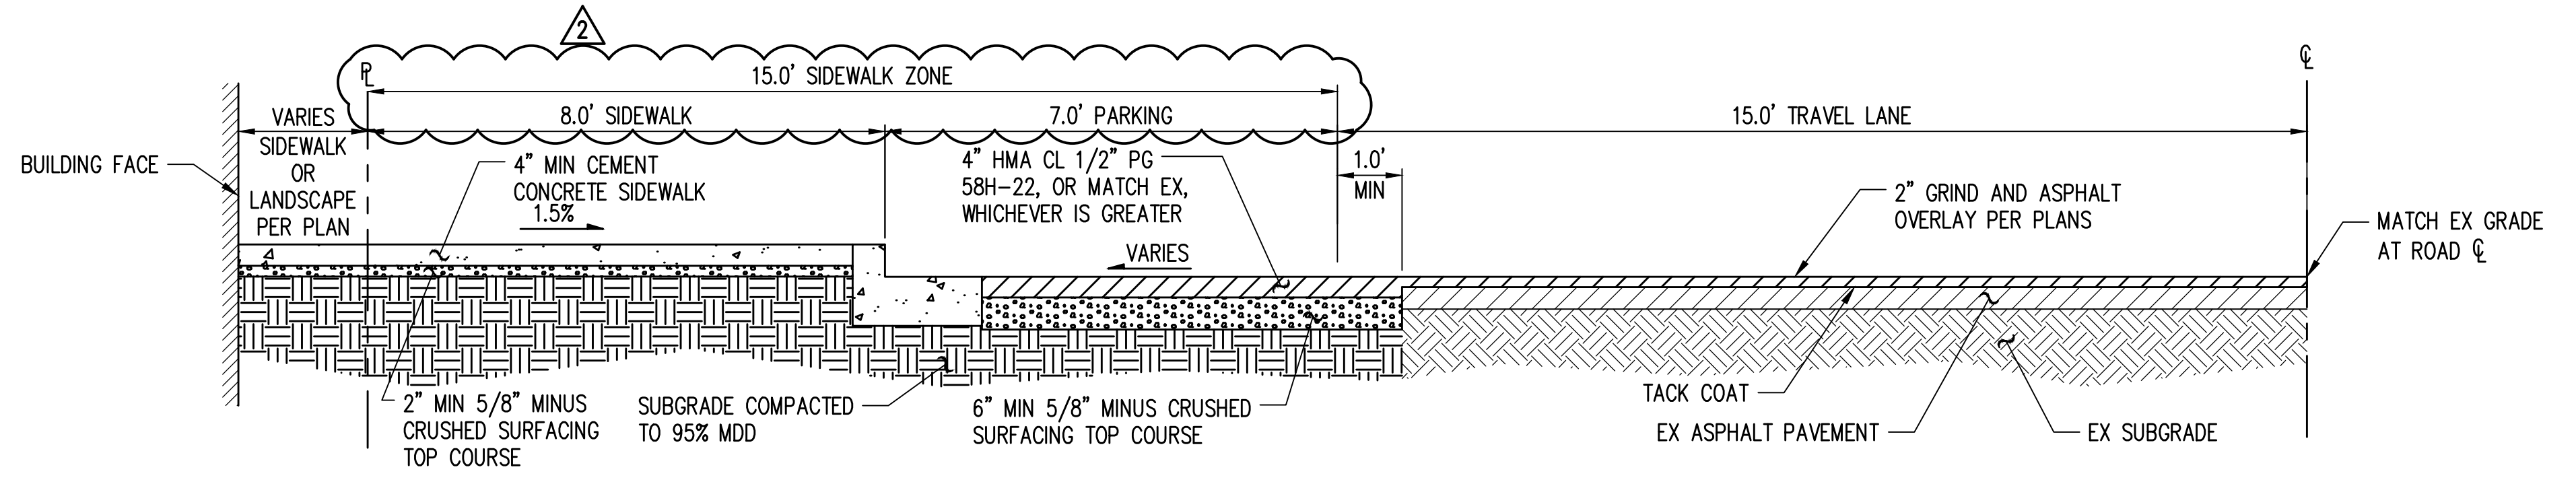 2
PL
15.0' SIDEWALK ZONE
CL
VARIES
8.0' SIDEWALK
7.0' PARKING
15.0' TRAVEL LANE
SIDEWALK
OR
LANDSCAPE
PER PLAN
BUILDING FACE
4" MIN CEMENT
CONCRETE SIDEWALK
1.5%
4" HMA CL 1/2" PG
58H-22, OR MATCH EX,
WHICHEVER IS GREATER
1.0'
MIN
VARIES
2" GRIND AND ASPHALT
OVERLAY PER PLANS
MATCH EX GRADE
AT ROAD CL
2" MIN 5/8" MINUS
CRUSHED SURFACING
TOP COURSE
SUBGRADE COMPACTED
TO 95% MDD
6" MIN 5/8" MINUS CRUSHED
SURFACING TOP COURSE
TACK COAT
EX ASPHALT PAVEMENT
EX SUBGRADE